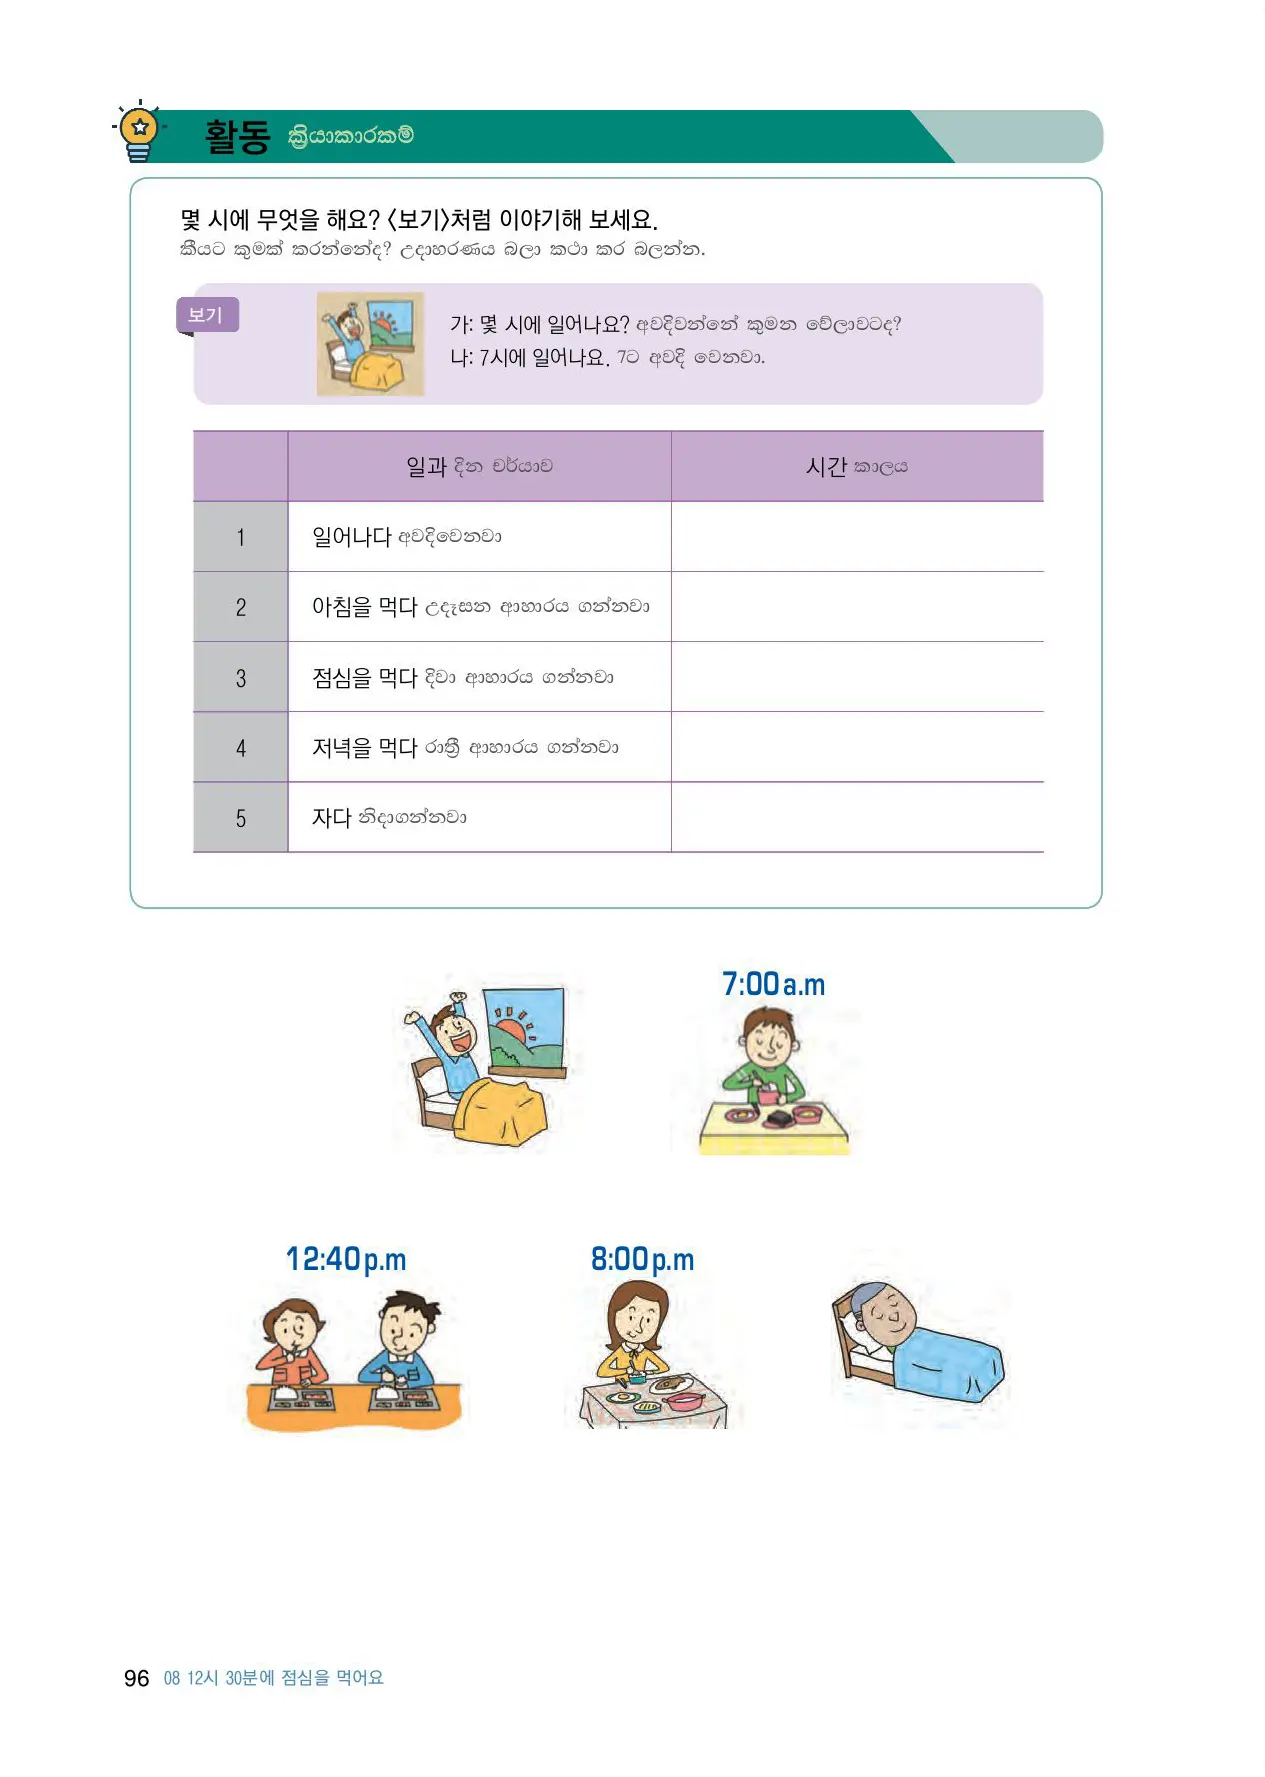 활동 ක්‍රියාකාරකම්
몇 시에 무엇을 해요? 〈보기〉처럼 이야기해 보세요.
කීයට කුමක් කරන්නේද? උදාහරණය බලා කථා කර බලන්න.
보기
가: 몇 시에 일어나요? අවදිවන්නේ කුමන වේලාවටද?
나: 7시에 일어나요. 7ට අවදි වෙනවා.
일과 දින චර්යාව 시간 කාලය
1 일어나다 අවදිවෙනවා
2 아침을 먹다 උදෑසන ආහාරය ගන්නවා
3 점심을 먹다 දිවා ආහාරය ගන්නවා
4 저녁을 먹다 රාත්‍රී ආහාරය ගන්නවා
5 자다 නිදාගන්නවා
7:00 a.m
12:40 p.m 8:00 p.m
96 08 12시 30분에 점심을 먹어요